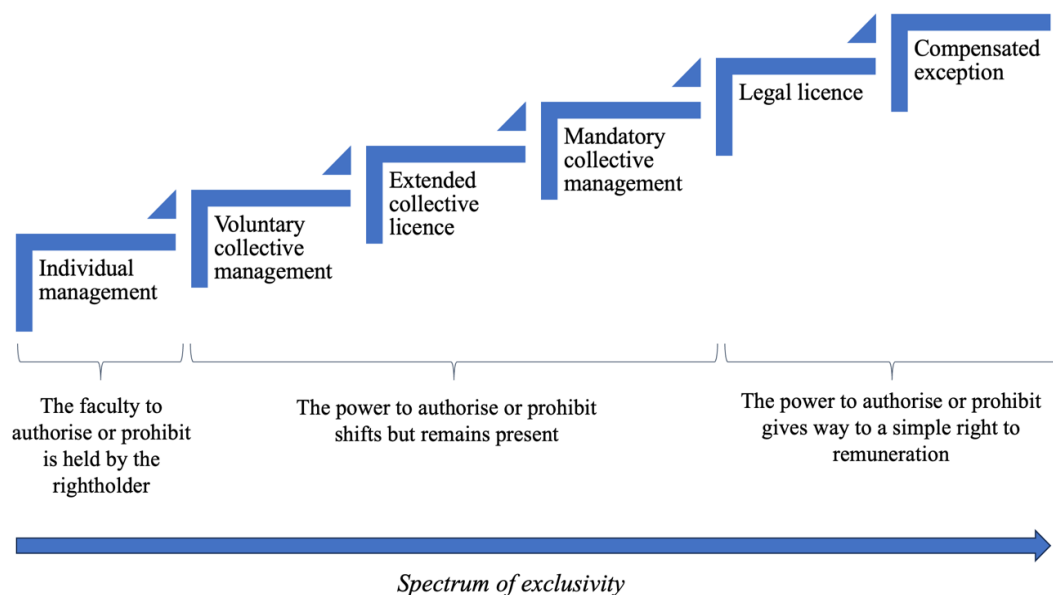 Individual
management
Voluntary
collective
management
Extended
collective
licence
Mandatory
collective
management
Legal licence
Compensated
exception
The faculty to
authorise or prohibit
is held by the
rightholder
The power to authorise or prohibit
shifts but remains present
The power to authorise or prohibit
gives way to a simple right to
remuneration
Spectrum of exclusivity